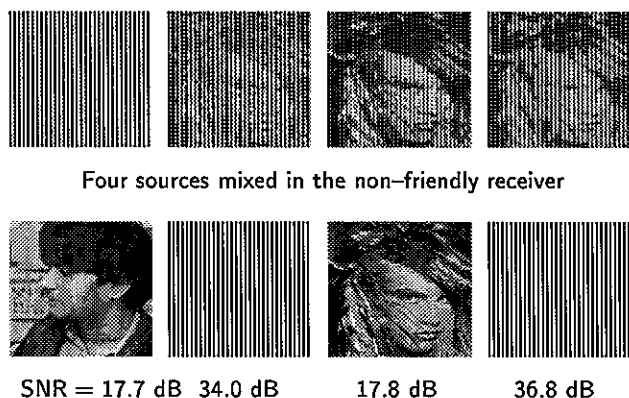 Four sources mixed in the non–friendly receiver
SNR = 17.7 dB 34.0 dB 17.8 dB 36.8 dB